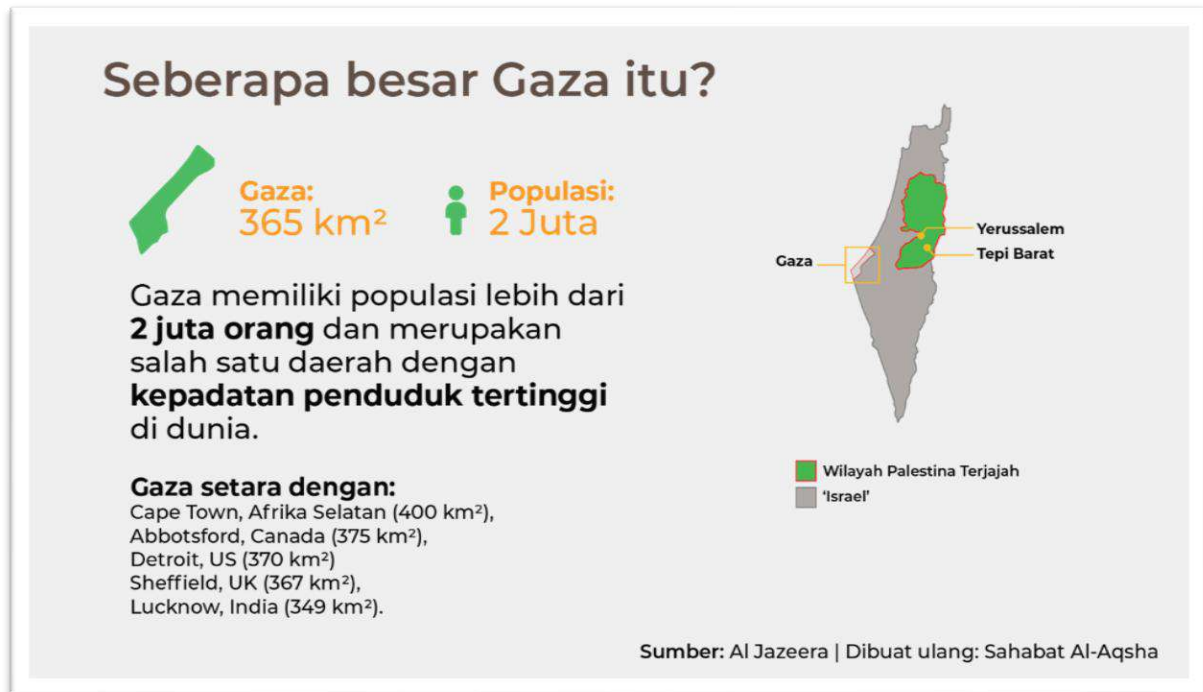 Seberapa besar Gaza itu?
Gaza:
365 km²
Populasi:
2 Juta
Gaza memiliki populasi lebih dari
2 juta orang dan merupakan
salah satu daerah dengan
kepadatan penduduk tertinggi
di dunia.
Gaza setara dengan:
Cape Town, Afrika Selatan (400 km²),
Abbotsford, Canada (375 km²),
Detroit, US (370 km²)
Sheffield, UK (367 km²),
Lucknow, India (349 km²).
Yerussalem
Tepi Barat
Gaza
Wilayah Palestina Terjajah
'Israel'
Sumber: Al Jazeera | Dibuat ulang: Sahabat Al-Aqsha